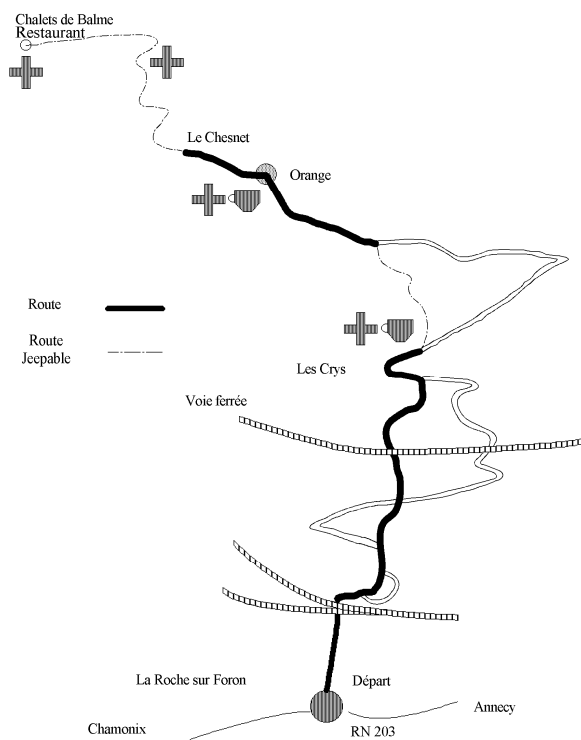 Chalets de Balme
Restaurant
Le Chesnet
Orange
Route
Route
Jeepable
Les Crys
Voie ferrée
La Roche sur Foron
Départ
Annecy
Chamonix
RN 203